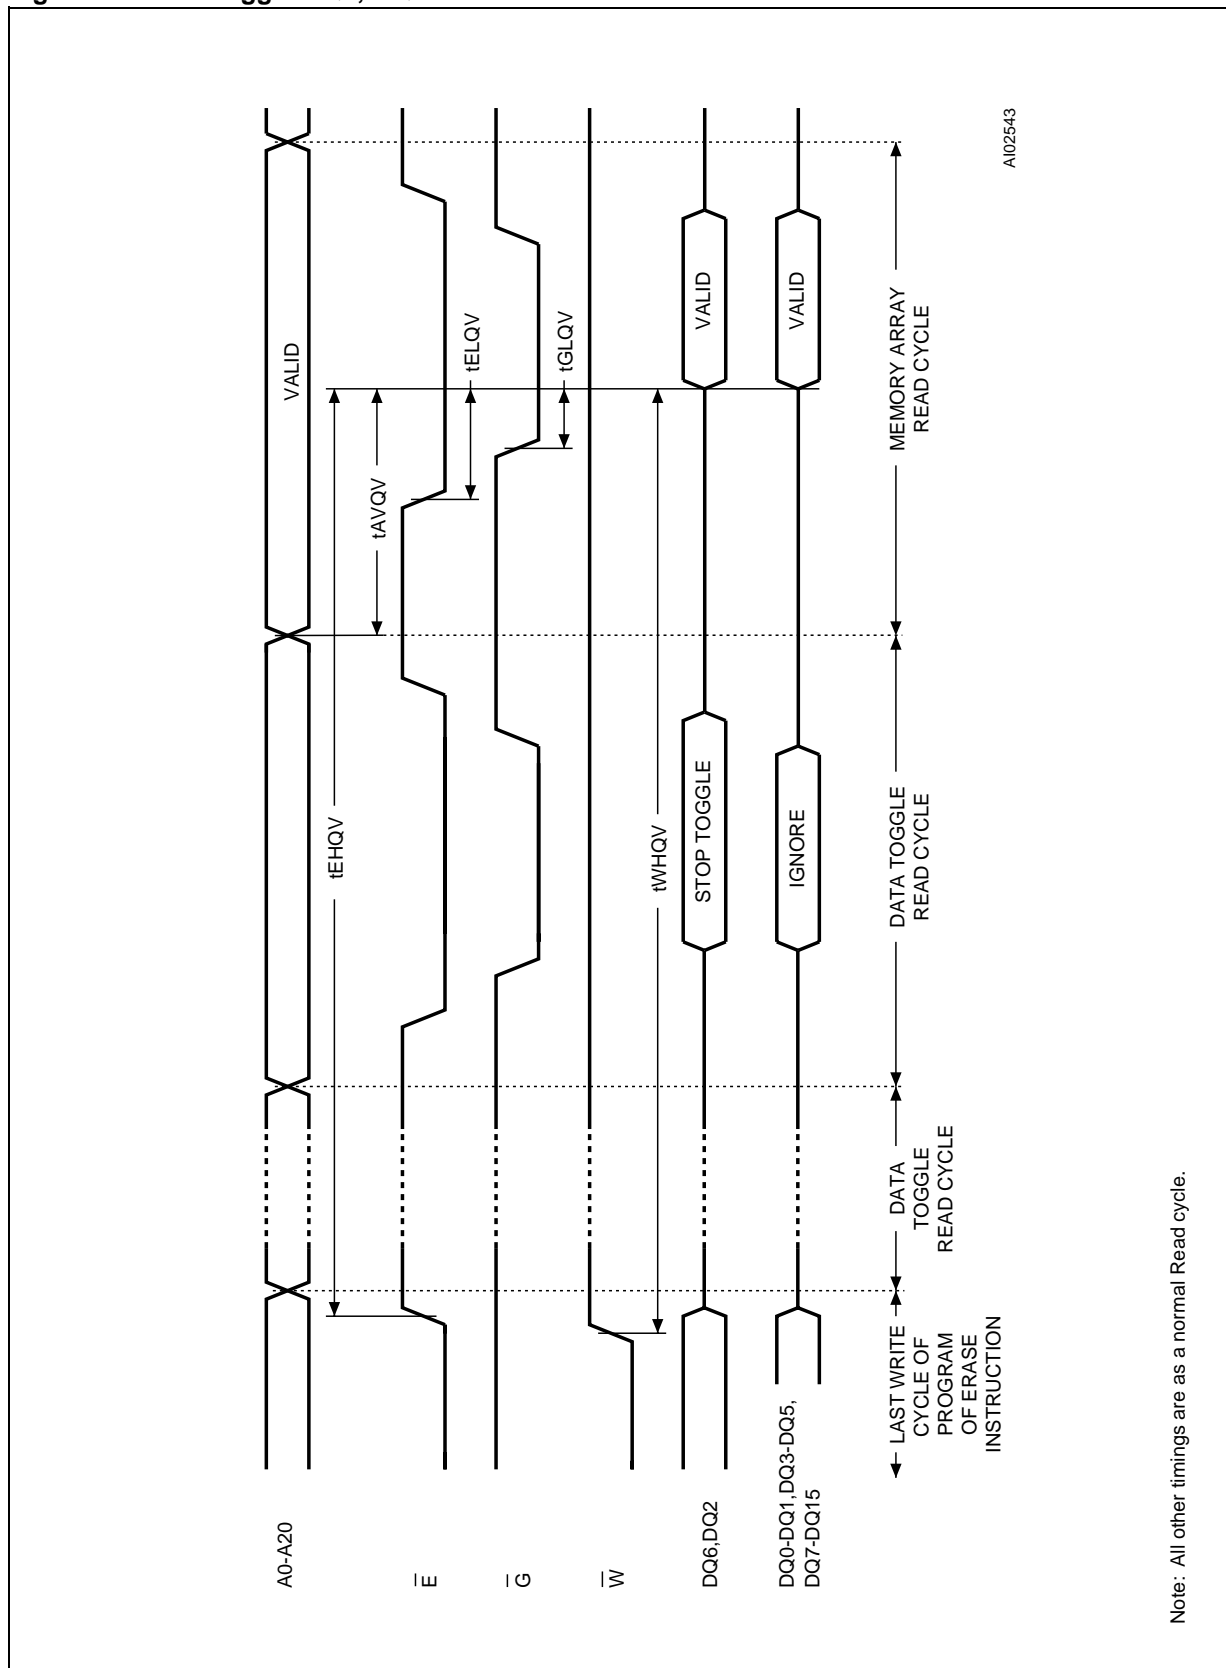 A0-A20
VALID
tEHQV
tAVQV
E
tELQV
G
tGLQV
W
tWHQV
DQ6,DQ2
STOP TOGGLE
VALID
DQ0-DQ1,DQ3-DQ5,
DQ7-DQ15
IGNORE
VALID
LAST WRITE
CYCLE OF
PROGRAM
OF ERASE
INSTRUCTION
DATA
TOGGLE
READ CYCLE
DATA TOGGLE
READ CYCLE
MEMORY ARRAY
READ CYCLE
AI02543
Note: All other timings are as a normal Read cycle.